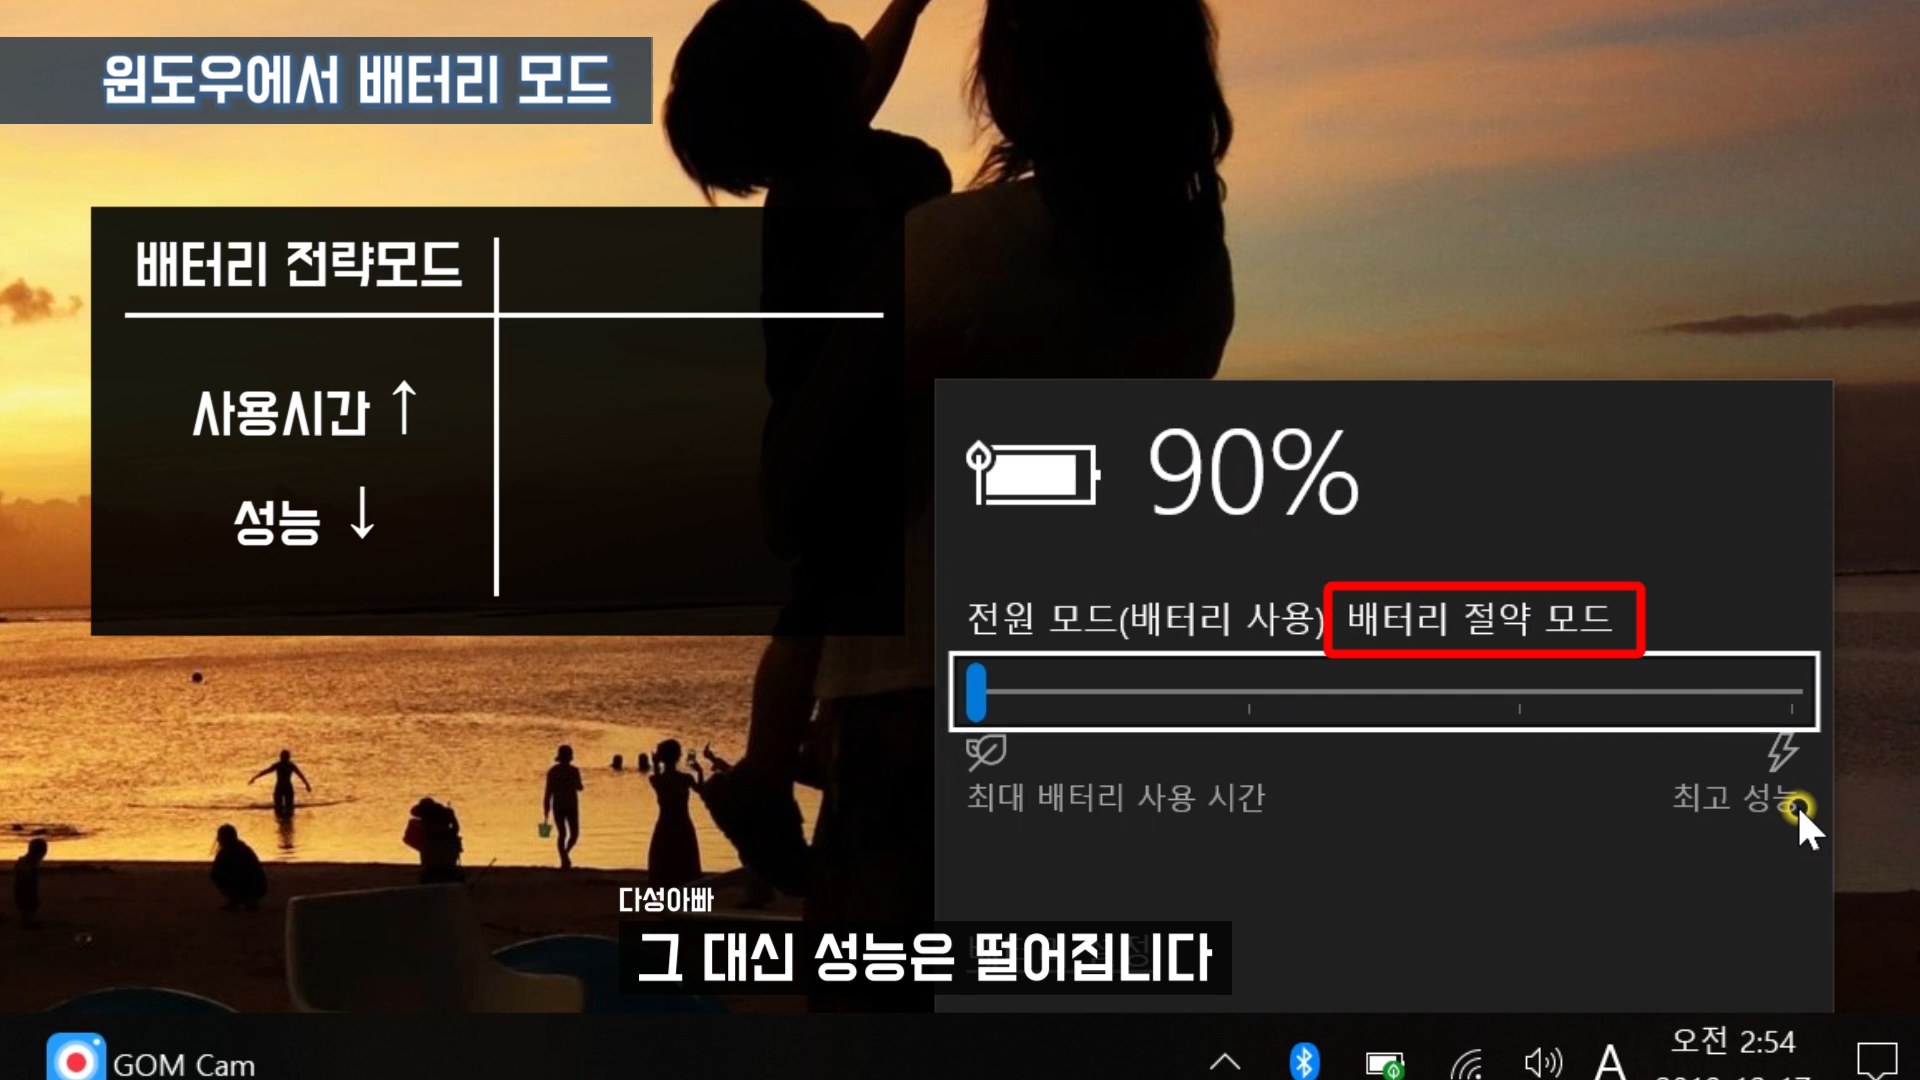 윈도우에서 배터리 모드
배터리 전략모드
사용시간 ↑
성능 ↓
90%
전원 모드(배터리 사용) 배터리 절약 모드
최대 배터리 사용 시간
최고 성능
다성아빠
그 대신 성능은 떨어집니다
GOM Cam
A
오전 2:54